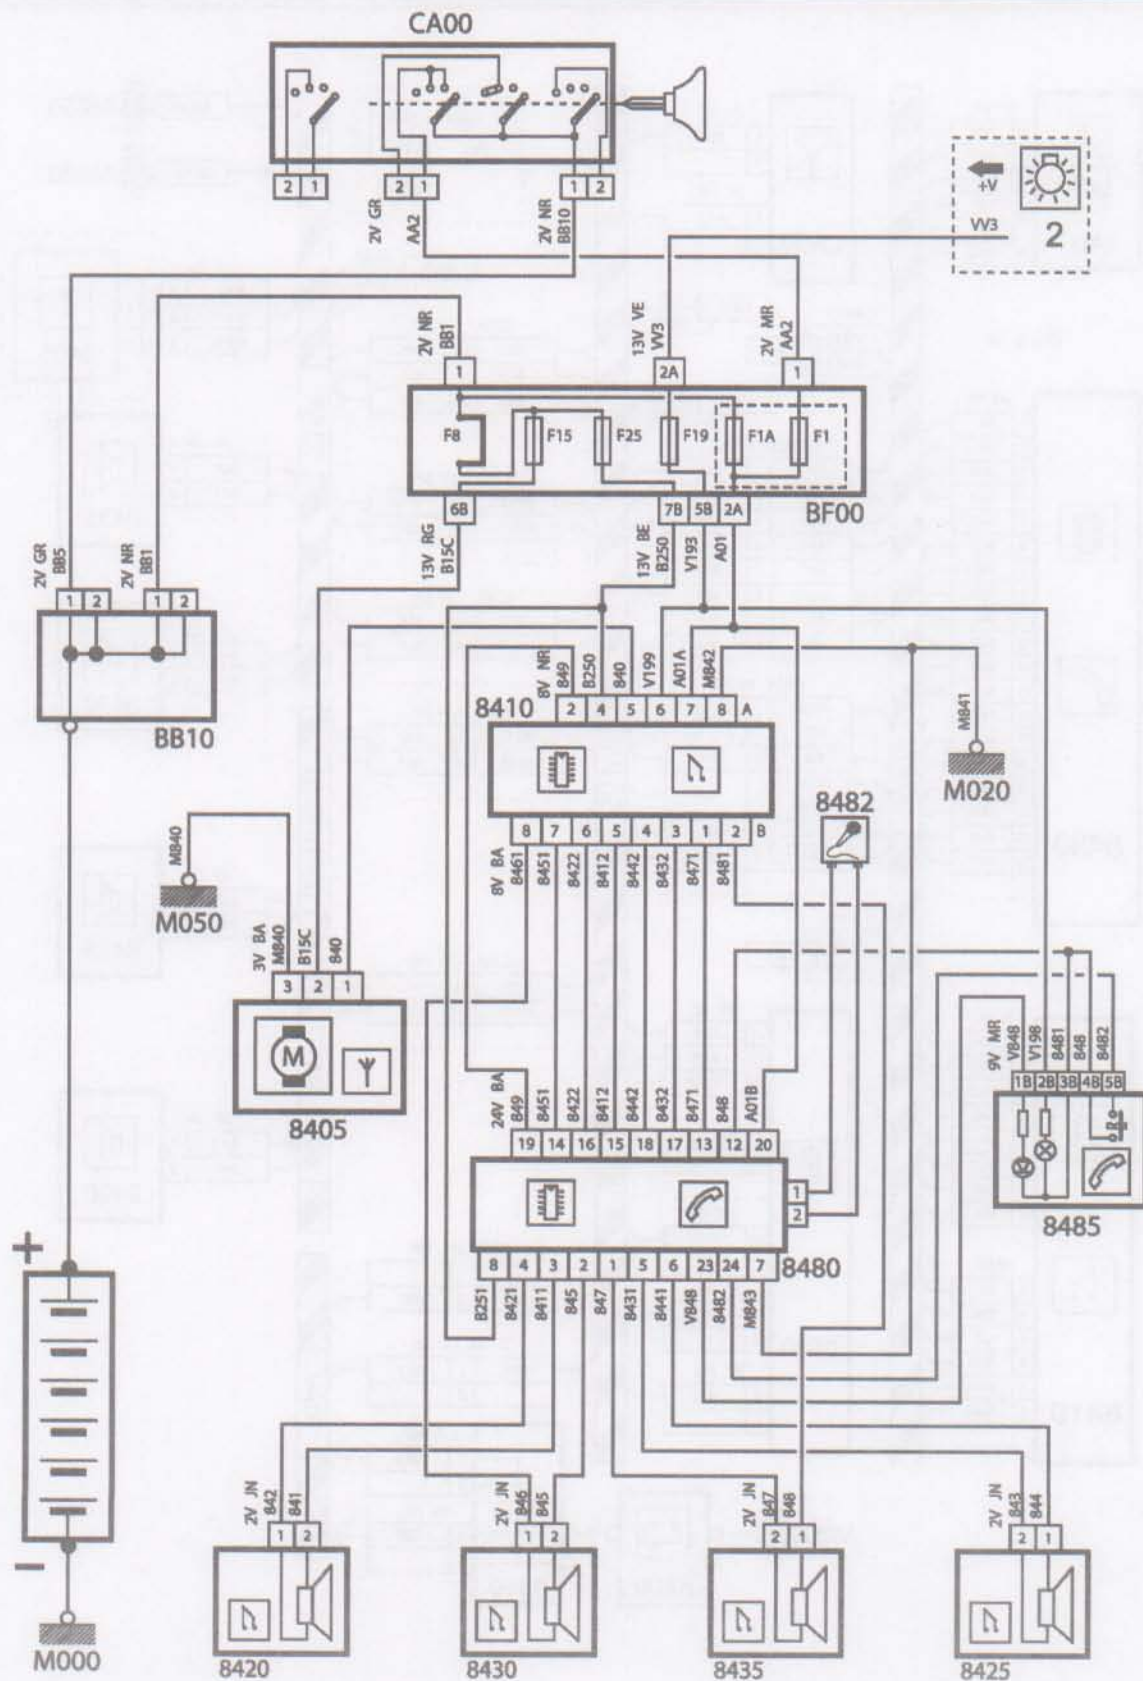 CA00
2 1 2 1 1 2
2V GR
AA2
2V NR
BB10
+V
VV3
2
2V NR
BB1
13V VE
VV3
2V MR
AA2
1 2A 1
F8 F15 F25 F19 F1A F1
BF00
6B 7B 5B 2A
13V RG
B15C
13V BE
B250
V193
A01
2V GR
BB5
2V NR
BB1
1 2 1 2
BB10
8V NR
849
B250
840
V199
A01A
M842
8410
2 4 5 6 7 8 A
M841
M020
8 7 6 5 4 3 1 2 B
8V BA
8461
8451
8422
8412
8442
8432
8471
8481
8482
M840
M050
3V BA
M840
B15C
840
3 2 1
M
8405
9V MR
V848
V198
8481
848
8482
1B 2B 3B 4B 5B
R
8485
24V BA
849
8451
8422
8412
8442
8432
8471
848
A01B
19 14 16 15 18 17 13 12 20
1
2
8 4 3 2 1 5 6 23 24 7
8480
B251
8421
8411
845
847
8431
8441
V848
8482
M843
+
−
M000
2V JN
842
841
1 2
8420
2V JN
846
845
1 2
8430
2V JN
847
848
2 1
8435
2V JN
843
844
2 1
8425